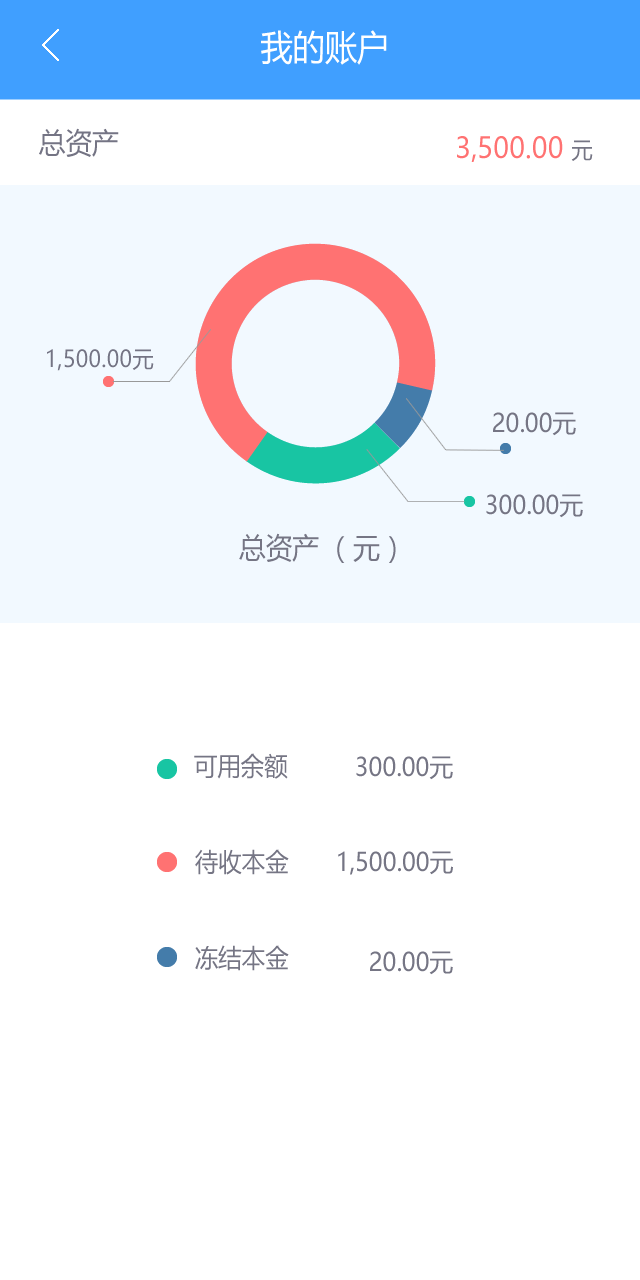 我的账户
总资产 3,500.00 元
1,500.00元
20.00元
300.00元
总资产（元）
可用余额 300.00元
待收本金 1,500.00元
冻结本金 20.00元